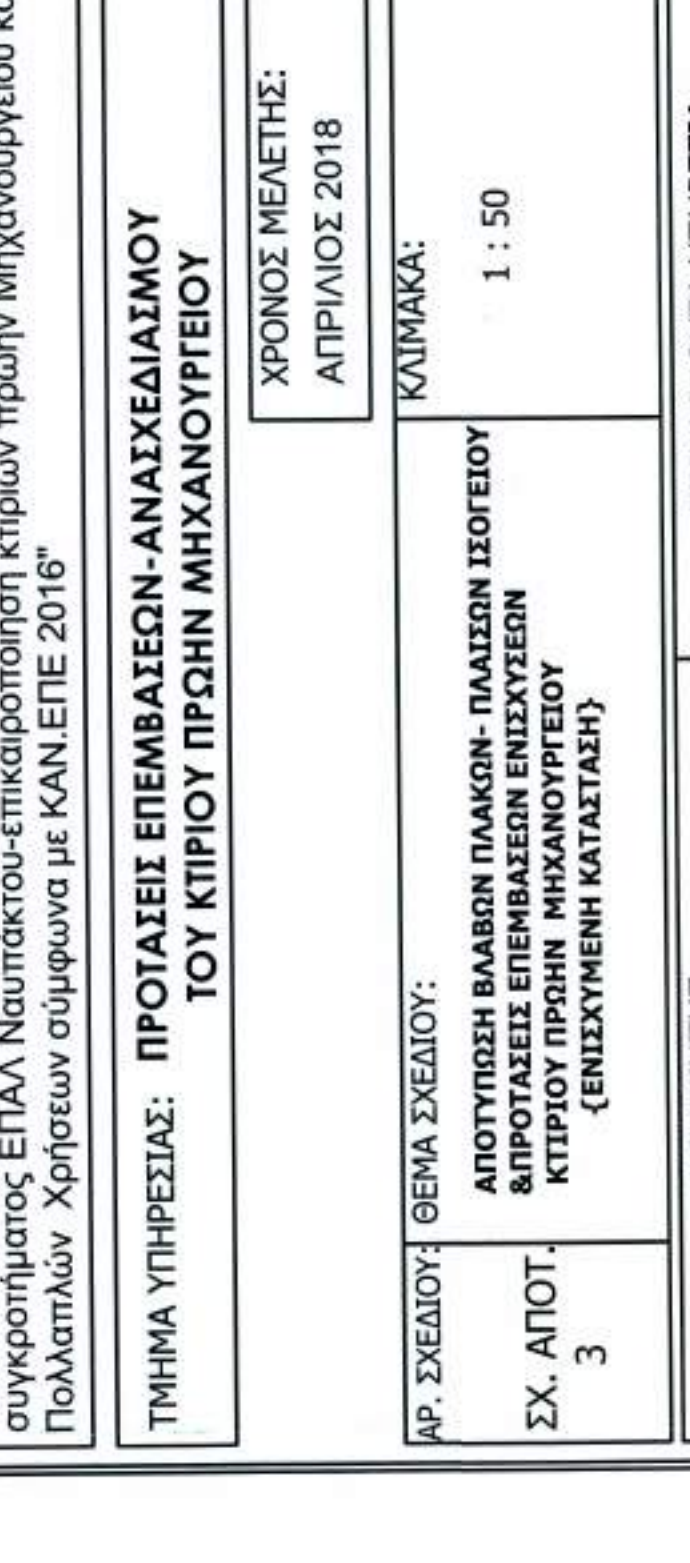 συγκροτήματος ΕΠΑΛ Ναυπάκτου-επικαιροποίηση κτιρίων πρώην Μηχανουργείου
Πολλαπλών Χρήσεων σύμφωνα με ΚΑΝ.ΕΠΕ 2016"
ΤΜΗΜΑ ΥΠΗΡΕΣΙΑΣ: ΠΡΟΤΑΣΕΙΣ ΕΠΕΜΒΑΣΕΩΝ-ΑΝΑΣΧΕΔΙΑΣΜΟΥ
ΤΟΥ ΚΤΙΡΙΟΥ ΠΡΩΗΝ ΜΗΧΑΝΟΥΡΓΕΙΟΥ
ΧΡΟΝΟΣ ΜΕΛΕΤΗΣ:
ΑΠΡΙΛΙΟΣ 2018
ΑΡ. ΣΧΕΔΙΟΥ:
ΣΧ. ΑΠΟΤ.
3
ΘΕΜΑ ΣΧΕΔΙΟΥ:
ΑΠΟΤΥΠΩΣΗ ΒΛΑΒΩΝ ΠΛΑΚΩΝ- ΠΛΑΙΣΩΝ ΙΣΟΓΕΙΟΥ
&ΠΡΟΤΑΣΕΙΣ ΕΠΕΜΒΑΣΕΩΝ ΕΝΙΣΧΥΣΕΩΝ
ΚΤΙΡΙΟΥ ΠΡΩΗΝ ΜΗΧΑΝΟΥΡΓΕΙΟΥ
{ΕΝΙΣΧΥΜΕΝΗ ΚΑΤΑΣΤΑΣΗ}
ΚΛΙΜΑΚΑ:
1 : 50